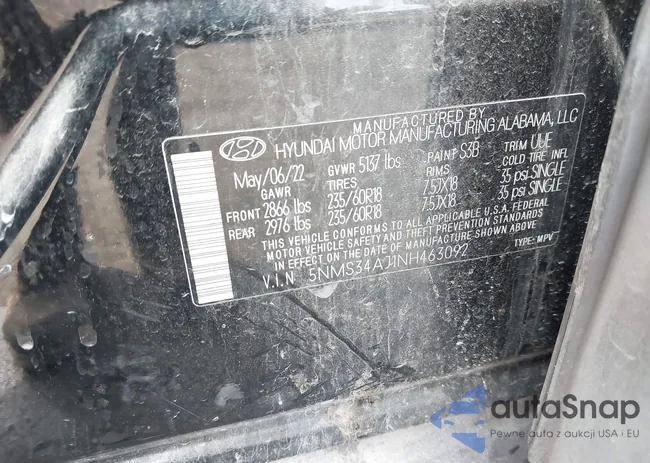 MANUFACTURED BY
HYUNDAI MOTOR MANUFACTURING ALABAMA, LLC
May/06/22 GVWR 5137 lbs PAINT S3B TRIM UUF
GAWR TIRES RIMS COLD TIRE INFL
FRONT 2866 lbs 235/60R18 7.5JX18 35 psi-SINGLE
REAR 2976 lbs 235/60R18 7.5JX18 35 psi SINGLE
THIS VEHICLE CONFORMS TO ALL APPLICABLE U.S.A. FEDERAL
MOTOR VEHICLE SAFETY AND THEFT PREVENTION STANDARDS
IN EFFECT ON THE DATE OF MANUFACTURE
V.I.N 5NMS34AJ1NH463092 TYPE: MPV
autaSnap
Pewne auta z aukcji USA i EU